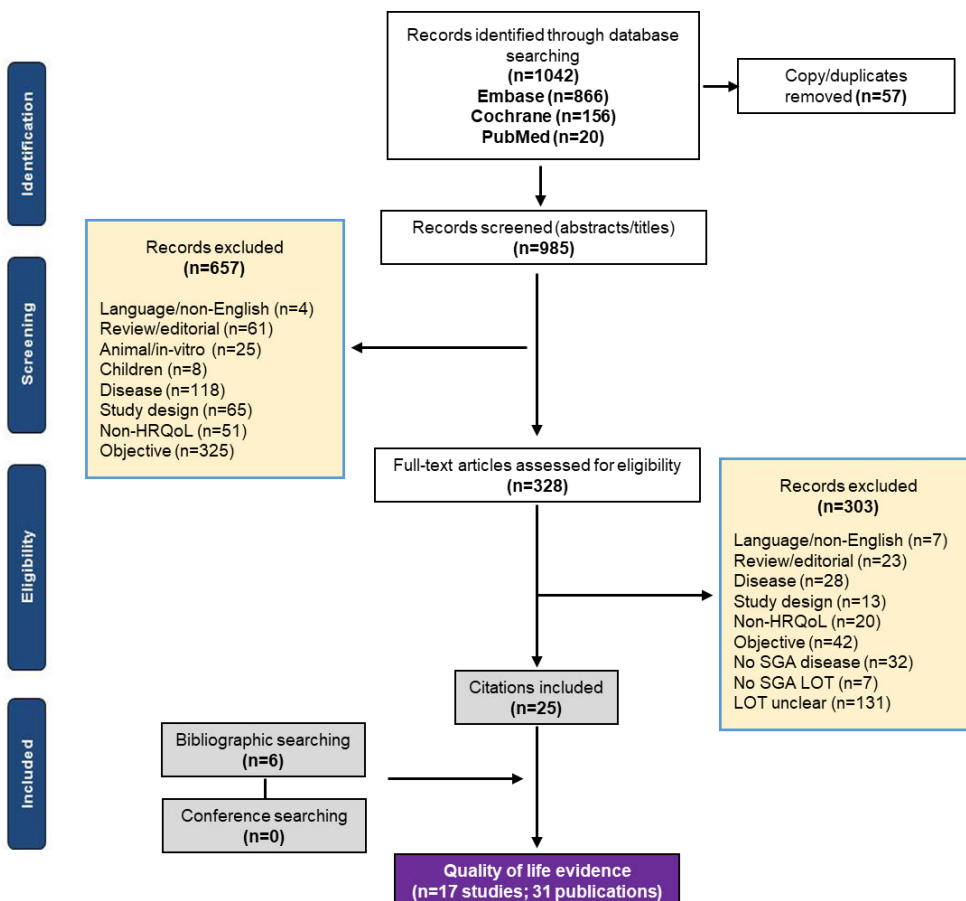 Identification
Records identified through database
searching
(n=1042)
Embase (n=866)
Cochrane (n=156)
PubMed (n=20)
Copy/duplicates
removed (n=57)
Records screened (abstracts/titles)
(n=985)
Screening
Records excluded
(n=657)
Language/non-English (n=4)
Review/editorial (n=61)
Animal/in-vitro (n=25)
Children (n=8)
Disease (n=118)
Study design (n=65)
Non-HRQoL (n=51)
Objective (n=325)
Eligibility
Full-text articles assessed for eligibility
(n=328)
Records excluded
(n=303)
Language/non-English (n=7)
Review/editorial (n=23)
Disease (n=28)
Study design (n=13)
Non-HRQoL (n=20)
Objective (n=42)
No SGA disease (n=32)
No SGA LOT (n=7)
LOT unclear (n=131)
Citations included
(n=25)
Included
Bibliographic searching
(n=6)
Conference searching
(n=0)
Quality of life evidence
(n=17 studies; 31 publications)